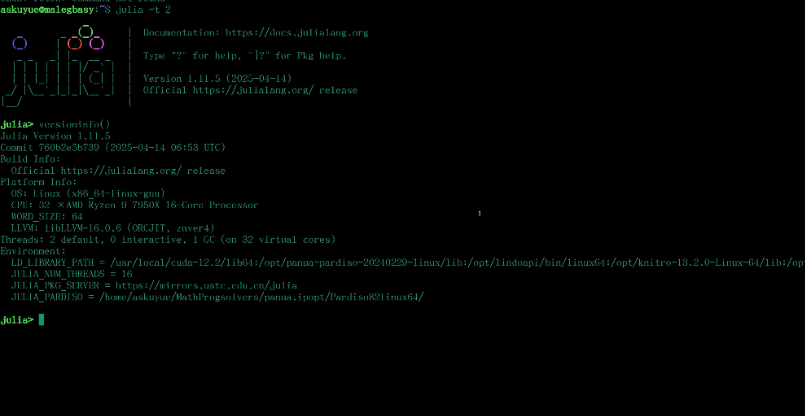 askuyue@malegbasy:~$ julia -t 2
Documentation: https://docs.julialang.org
Type "?" for help, "]?" for Pkg help.
Version 1.11.5 (2025-04-14)
Official https://julialang.org/ release
julia> versioninfo()
Julia Version 1.11.5
Commit 760b2e5b739 (2025-04-14 06:53 UTC)
Build Info:
Official https://julialang.org/ release
Platform Info:
OS: Linux (x86_64-linux-gnu)
CPU: 32 × AMD Ryzen 9 7950X 16-Core Processor
WORD_SIZE: 64
LLVM: libLLVM-16.0.6 (ORCJIT, znver4)
Threads: 2 default, 0 interactive, 1 GC (on 32 virtual cores)
Environment:
LD_LIBRARY_PATH = /usr/local/cuda-12.2/lib64:/opt/panua-pardiso-20240229-linux/lib:/opt/lindoapi/bin/linux64:/opt/knitro-13.2.0-Linux-64/lib:/op
JULIA_NUM_THREADS = 16
JULIA_PKG_SERVER = https://mirrors.ustc.edu.cn/julia
JULIA_PARDISO = /home/askuyue/MathProgsolvers/panua.ipopt/Pardiso82linux64/
julia>